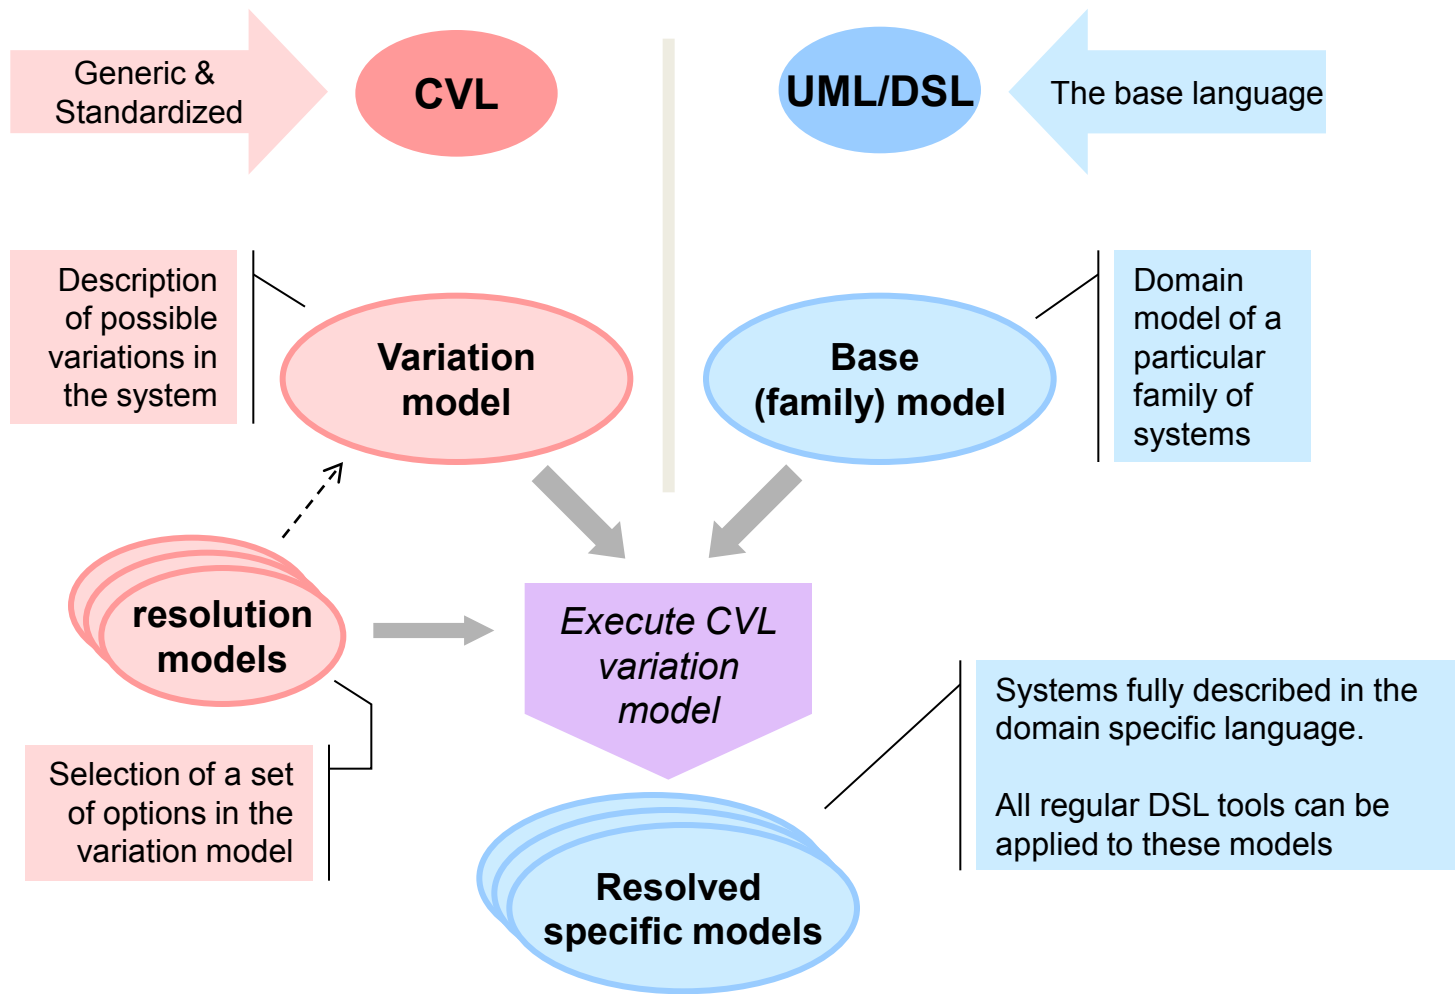 Generic &
Standardized
CVL
UML/DSL
The base language
Description
of possible
variations in
the system
Variation
model
Base
(family) model
Domain
model of a
particular
family of
systems
resolution
models
Execute CVL
variation
model
Selection of a set
of options in the
variation model
Systems fully described in the
domain specific language.
All regular DSL tools can be
applied to these models
Resolved
specific models